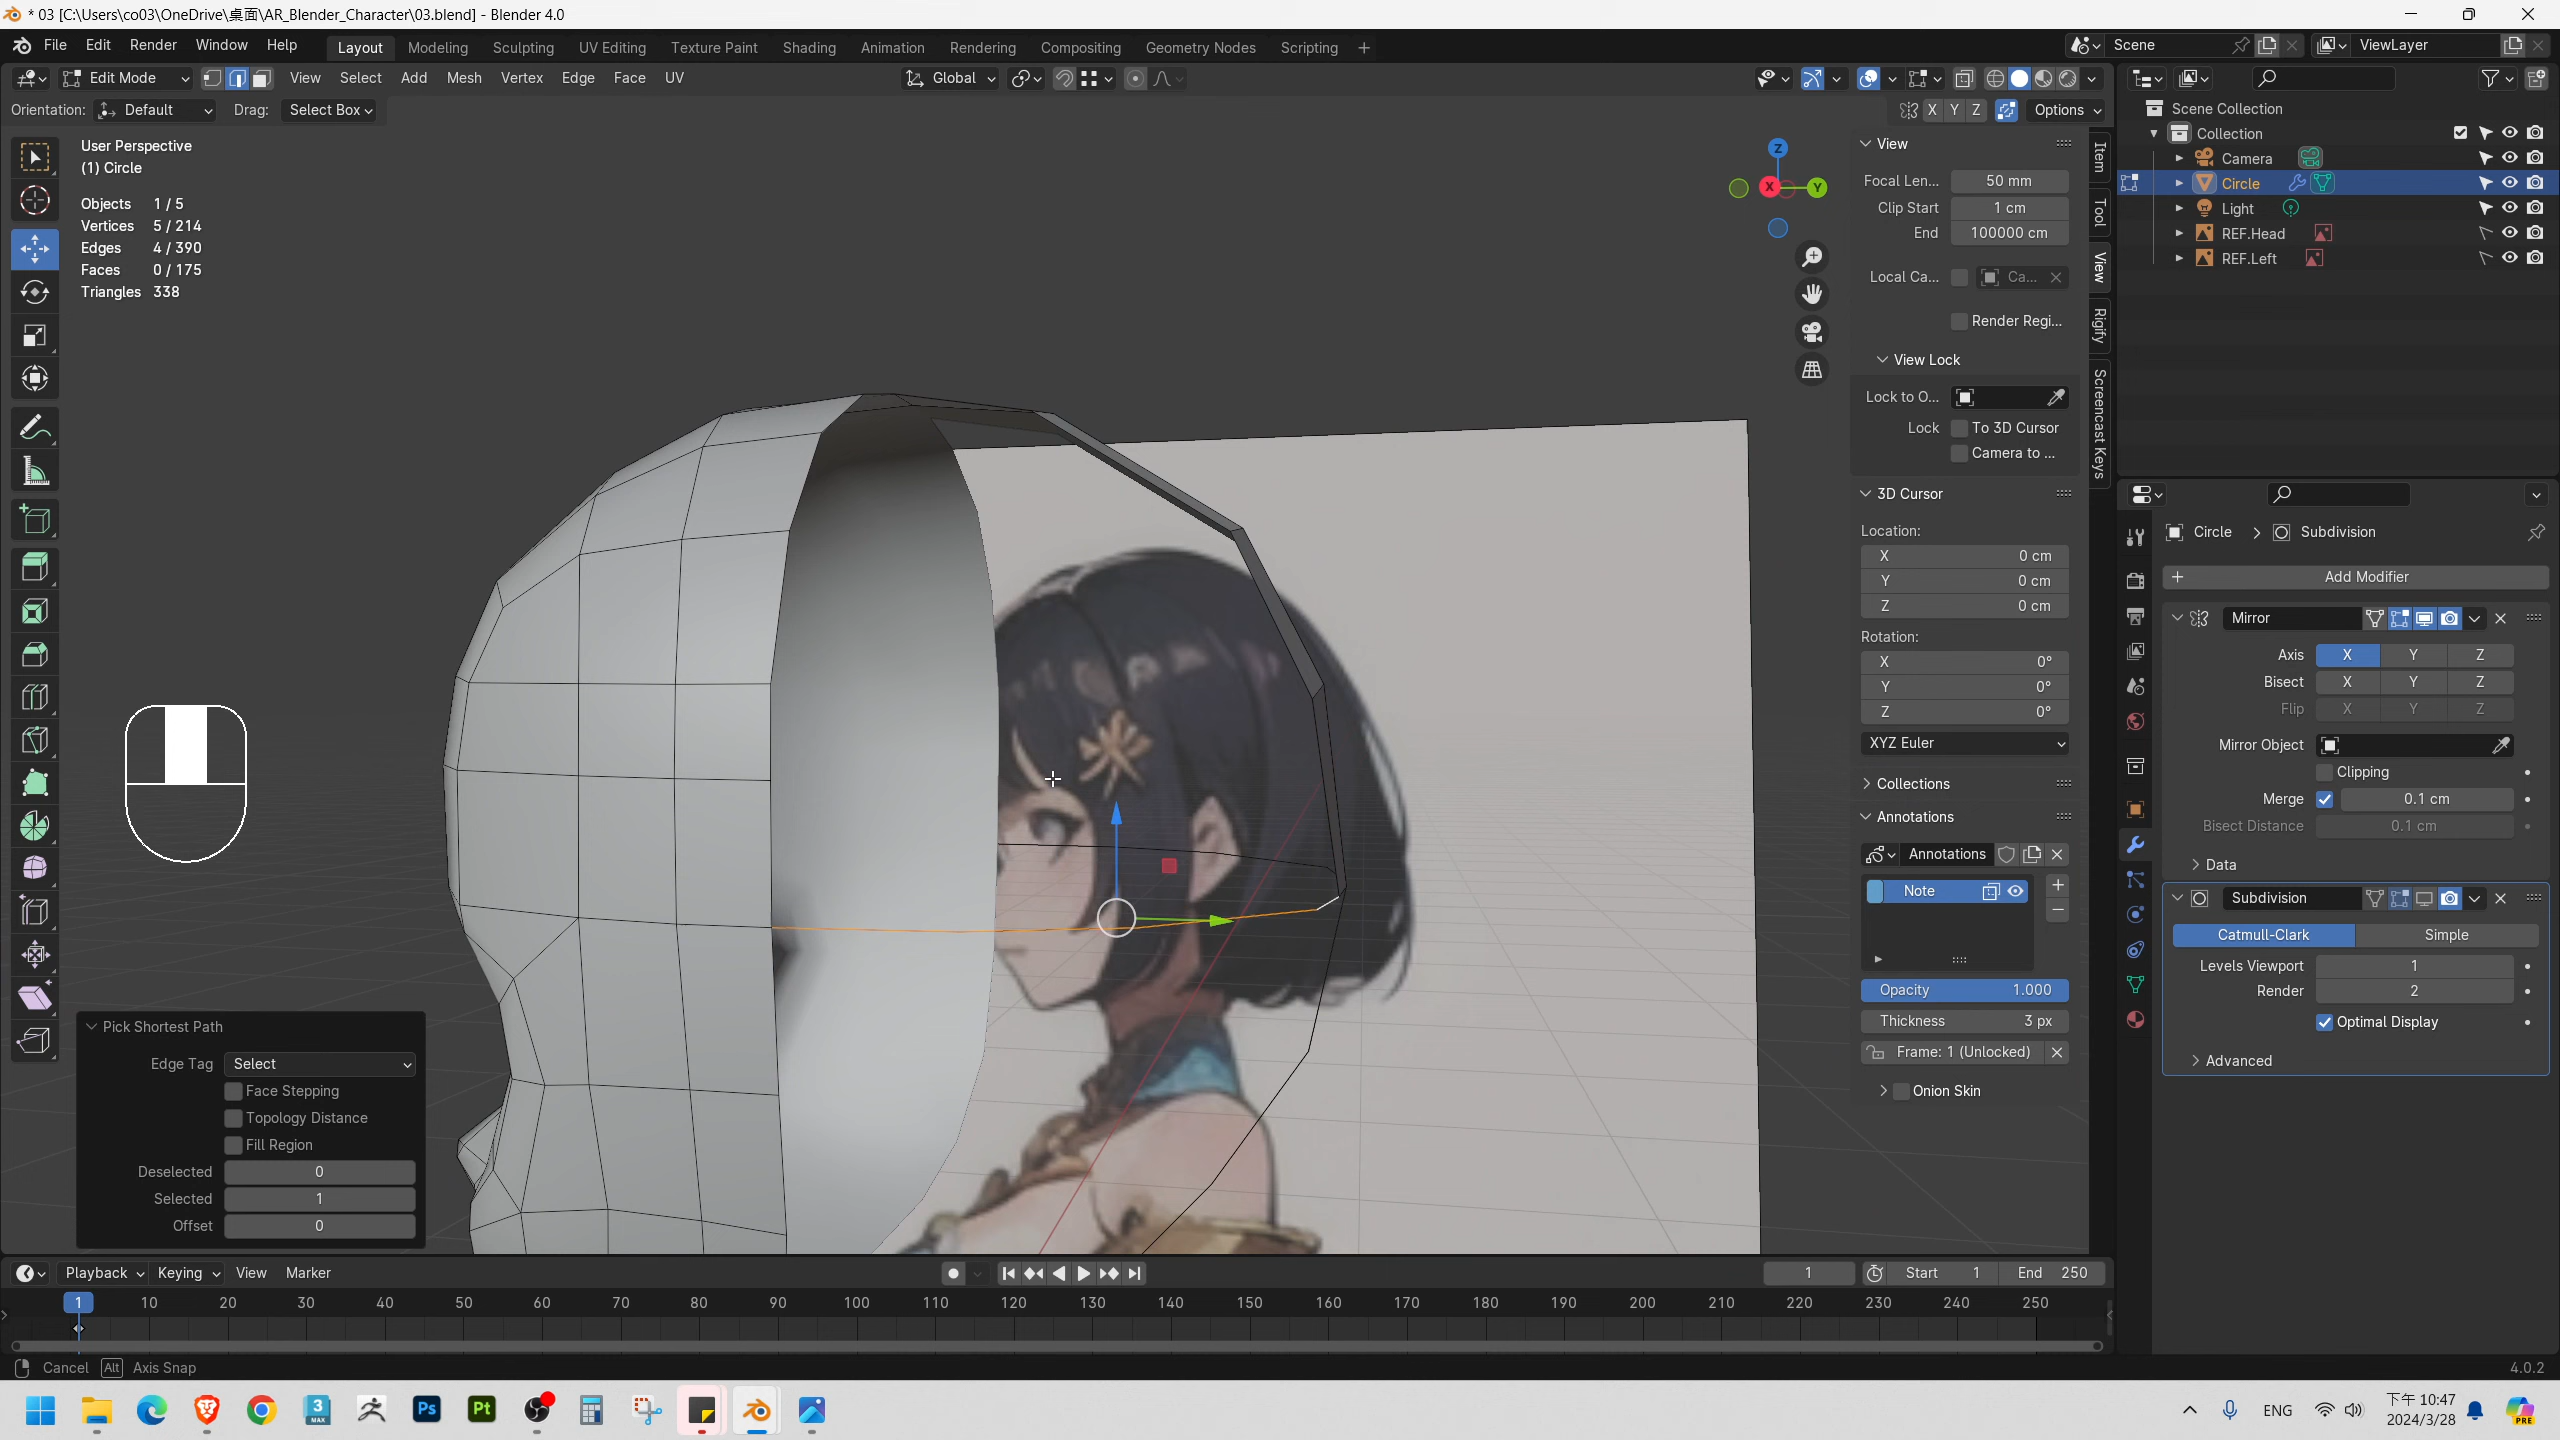 * 03 [C:\Users\co03\OneDrive\桌面\AR_Blender_Character\03.blend] - Blender 4.0
File Edit Render Window Help Layout Modeling Sculpting UV Editing Texture Paint Shading Animation Rendering Compositing Geometry Nodes Scripting + Scene ViewLayer
Edit Mode View Select Add Mesh Vertex Edge Face UV Global
Orientation: Default Drag: Select Box X Y Z Options
User Perspective
(1) Circle
Objects 1 / 5
Vertices 5 / 214
Edges 4 / 390
Faces 0 / 175
Triangles 338
Z
X
Y
View
Focal Len... 50 mm
Clip Start 1 cm
End 100000 cm
Local Ca... Ca...
Render Regi...
View Lock
Lock to O...
Lock To 3D Cursor
Camera to ...
3D Cursor
Location:
X 0 cm
Y 0 cm
Z 0 cm
Rotation:
X 0°
Y 0°
Z 0°
XYZ Euler
Collections
Annotations
Annotations
Note
Opacity 1.000
Thickness 3 px
Frame: 1 (Unlocked)
Onion Skin
Item
Tool
View
Rigify
Screencast Keys
Scene Collection
Collection
Camera
Circle
Light
REF.Head
REF.Left
Circle > Subdivision
+ Add Modifier
Mirror
Axis X Y Z
Bisect X Y Z
Flip X Y Z
Mirror Object
Clipping
Merge 0.1 cm
Bisect Distance 0.1 cm
Data
Subdivision
Catmull-Clark Simple
Levels Viewport 1
Render 2
Optimal Display
Advanced
Pick Shortest Path
Edge Tag Select
Face Stepping
Topology Distance
Fill Region
Deselected 0
Selected 1
Offset 0
Playback Keying View Marker 1 Start 1 End 250
1 10 20 30 40 50 60 70 80 90 100 110 120 130 140 150 160 170 180 190 200 210 220 230 240 250
Cancel Alt Axis Snap 4.0.2
3 MAX Ps Pt ENG 下午 10:47
2024/3/28
PRE